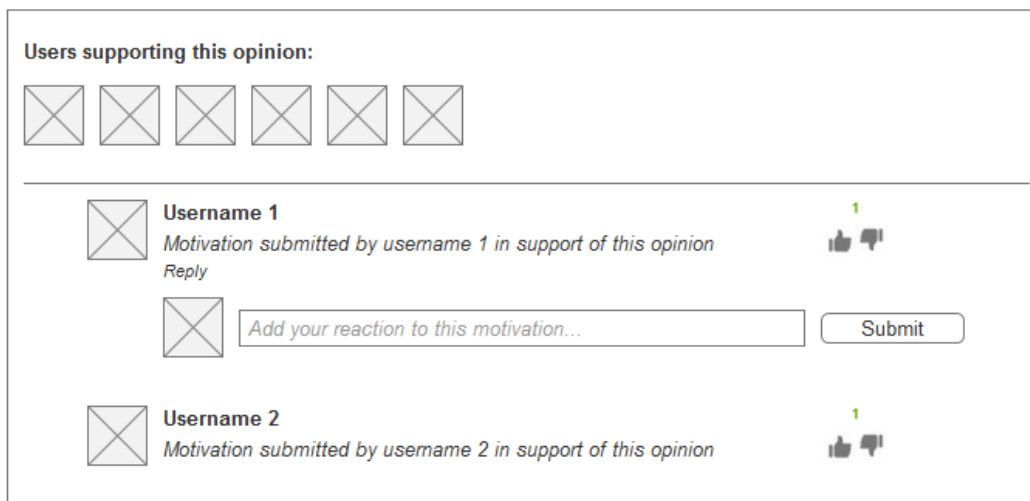 Users supporting this opinion:
Username 1
1
Motivation submitted by username 1 in support of this opinion
Reply
Add your reaction to this motivation...
Submit
Username 2
1
Motivation submitted by username 2 in support of this opinion